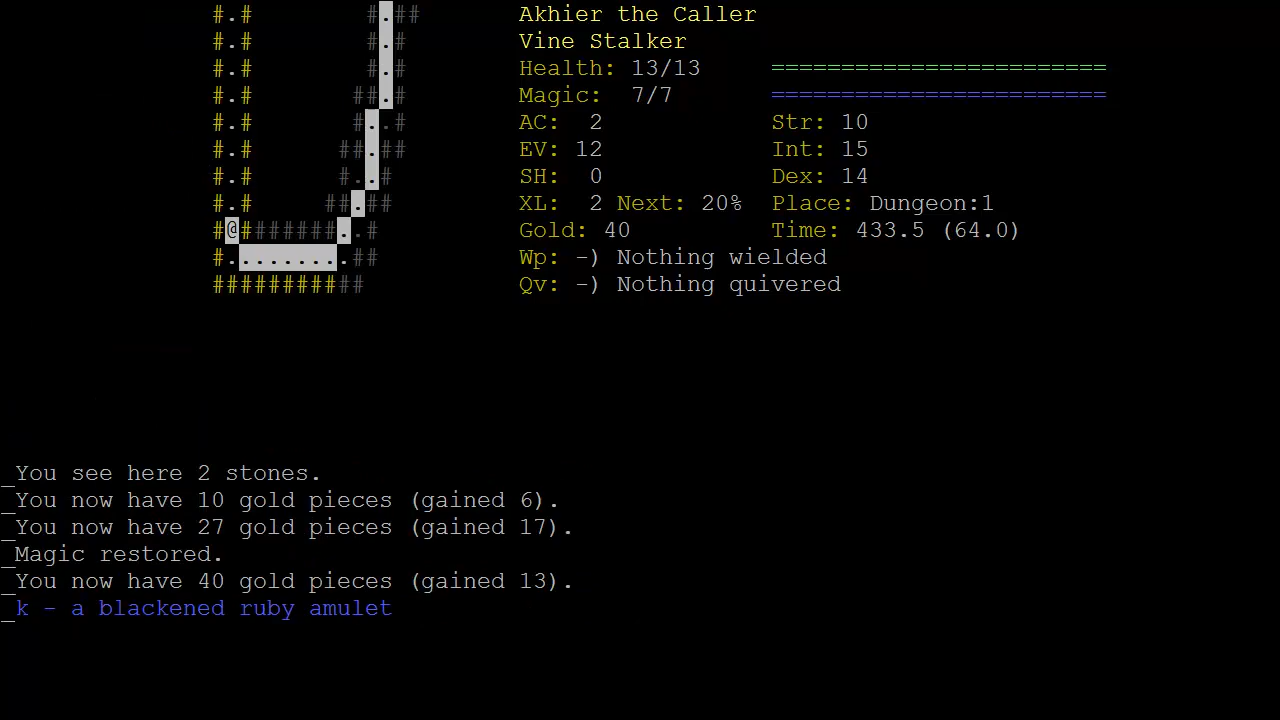 #.#        #.##       Akhier the Caller
#.#        #.#        Vine Stalker
#.#        #.#        Health: 13/13     ========================
#.#       ##.#        Magic:  7/7       ========================
#.#       #..#        AC:  2            Str: 10
#.#      ##.##        EV: 12            Int: 15
#.#      #..#         SH:  0            Dex: 14
#.#     ##.##         XL:  2 Next: 20%  Place: Dungeon:1
#@#######..#          Gold: 40          Time: 433.5 (64.0)
#.........##          Wp: -) Nothing wielded
###########           Qv: -) Nothing quivered
_You see here 2 stones.
_You now have 10 gold pieces (gained 6).
_You now have 27 gold pieces (gained 17).
_Magic restored.
_You now have 40 gold pieces (gained 13).
_k - a blackened ruby amulet